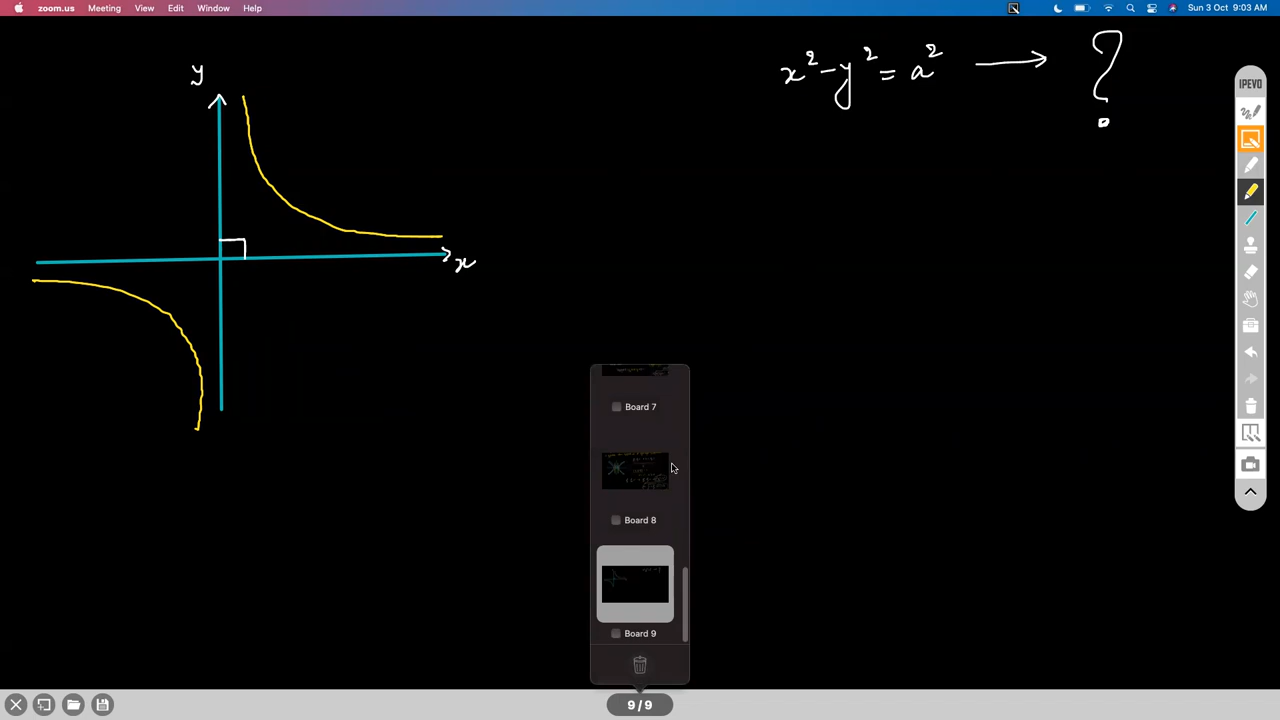 zoom.us Meeting View Edit Window Help Sun 3 Oct 9:03 AM
x² - y² = a² → ?
y
x
IPEVO
Board 7
Board 8
Board 9
9 / 9